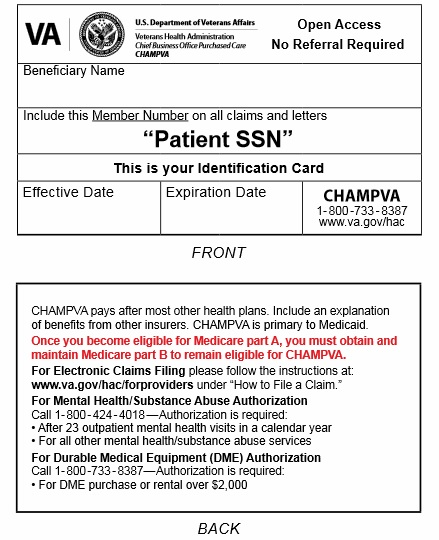 VA
U.S. Department of Veterans Affairs
Veterans Health Administration
Chief Business Office Purchased Care
CHAMPVA
Open Access
No Referral Required
Beneficiary Name
Include this Member Number on all claims and letters
“Patient SSN”
This is your Identification Card
Effective Date
Expiration Date
CHAMPVA
1-800-733-8387
www.va.gov/hac
FRONT
CHAMPVA pays after most other health plans. Include an explanation
of benefits from other insurers. CHAMPVA is primary to Medicaid.
Once you become eligible for Medicare part A, you must obtain and
maintain Medicare part B to remain eligible for CHAMPVA.
For Electronic Claims Filing please follow the instructions at:
www.va.gov/hac/forproviders under “How to File a Claim.”
For Mental Health/Substance Abuse Authorization
Call 1-800-424-4018—Authorization is required:
• After 23 outpatient mental health visits in a calendar year
• For all other mental health/substance abuse services
For Durable Medical Equipment (DME) Authorization
Call 1-800-733-8387—Authorization is required:
• For DME purchase or rental over $2,000
BACK